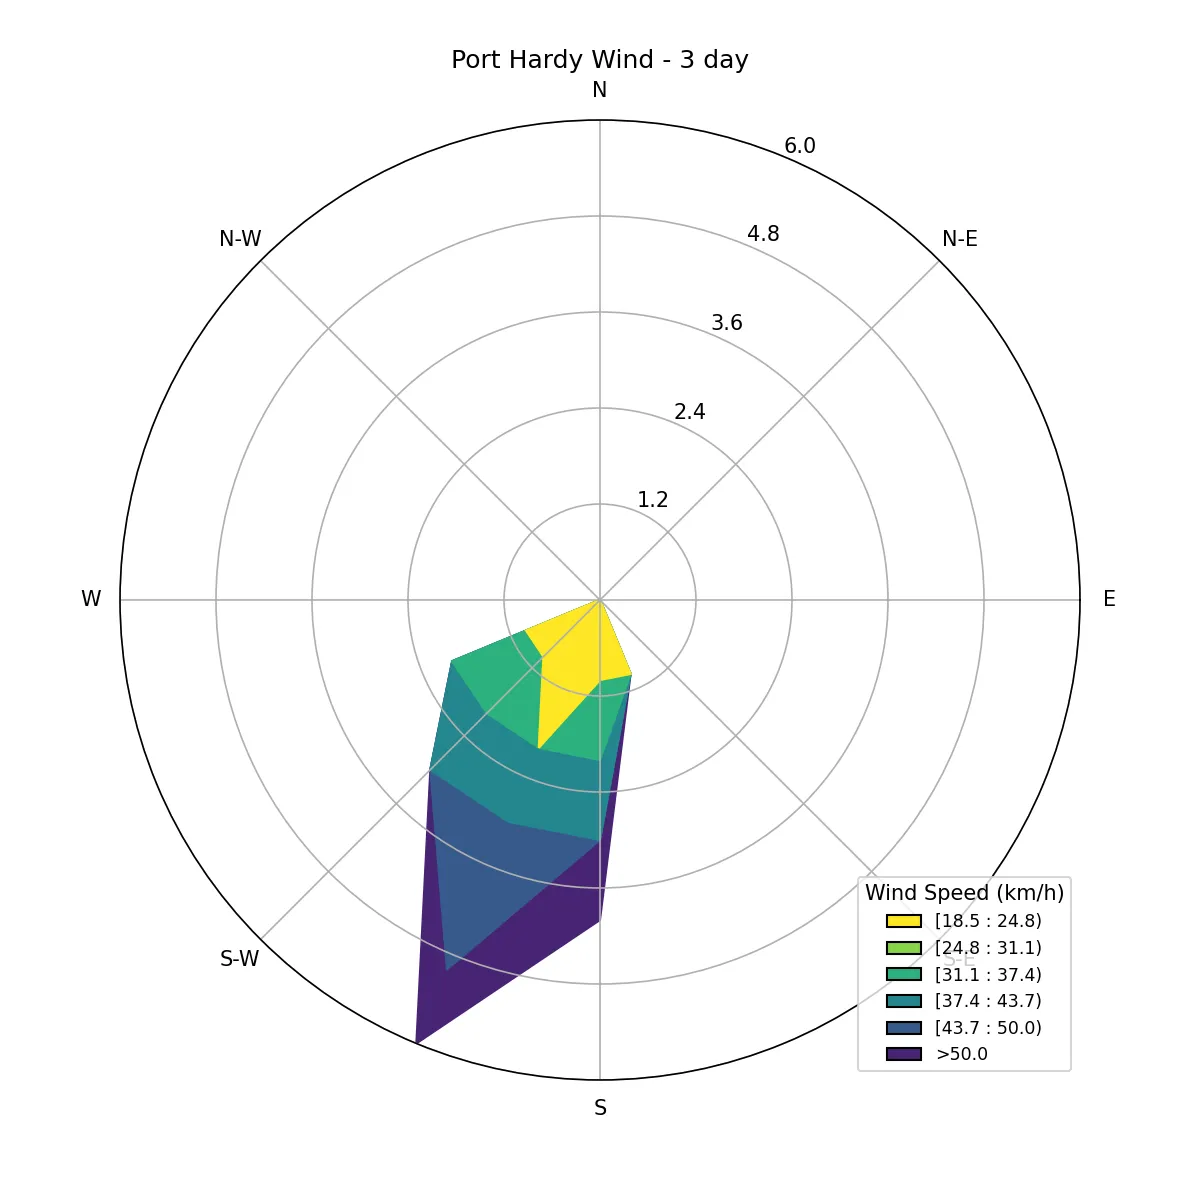 Port Hardy Wind - 3 day
N
6.0
4.8
N-W
N-E
3.6
2.4
1.2
W
E
Wind Speed (km/h)
[18.5 : 24.8)
[24.8 : 31.1)
S-W
S-E
[31.1 : 37.4)
[37.4 : 43.7)
[43.7 : 50.0)
>50.0
S